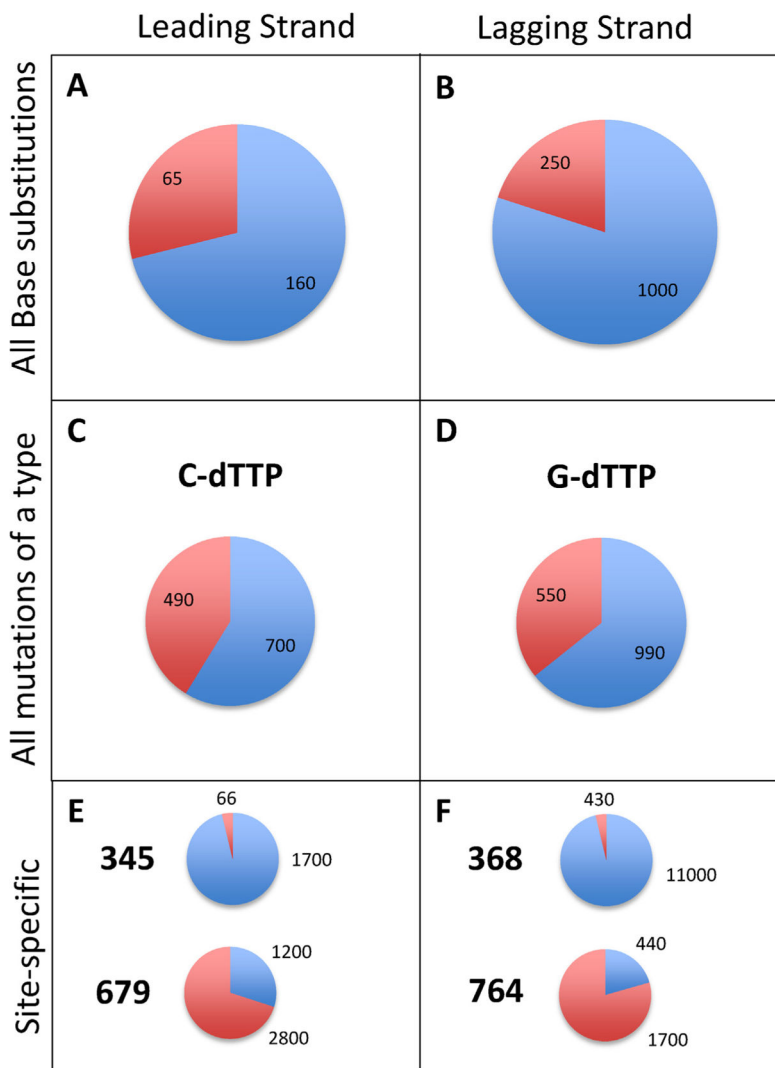 Leading Strand
Lagging Strand
All Base substitutions
A
65
160
B
250
1000
All mutations of a type
C
C-dTTP
490
700
D
G-dTTP
550
990
Site-specific
E
66
345
1700
1200
679
2800
F
430
368
11000
440
764
1700